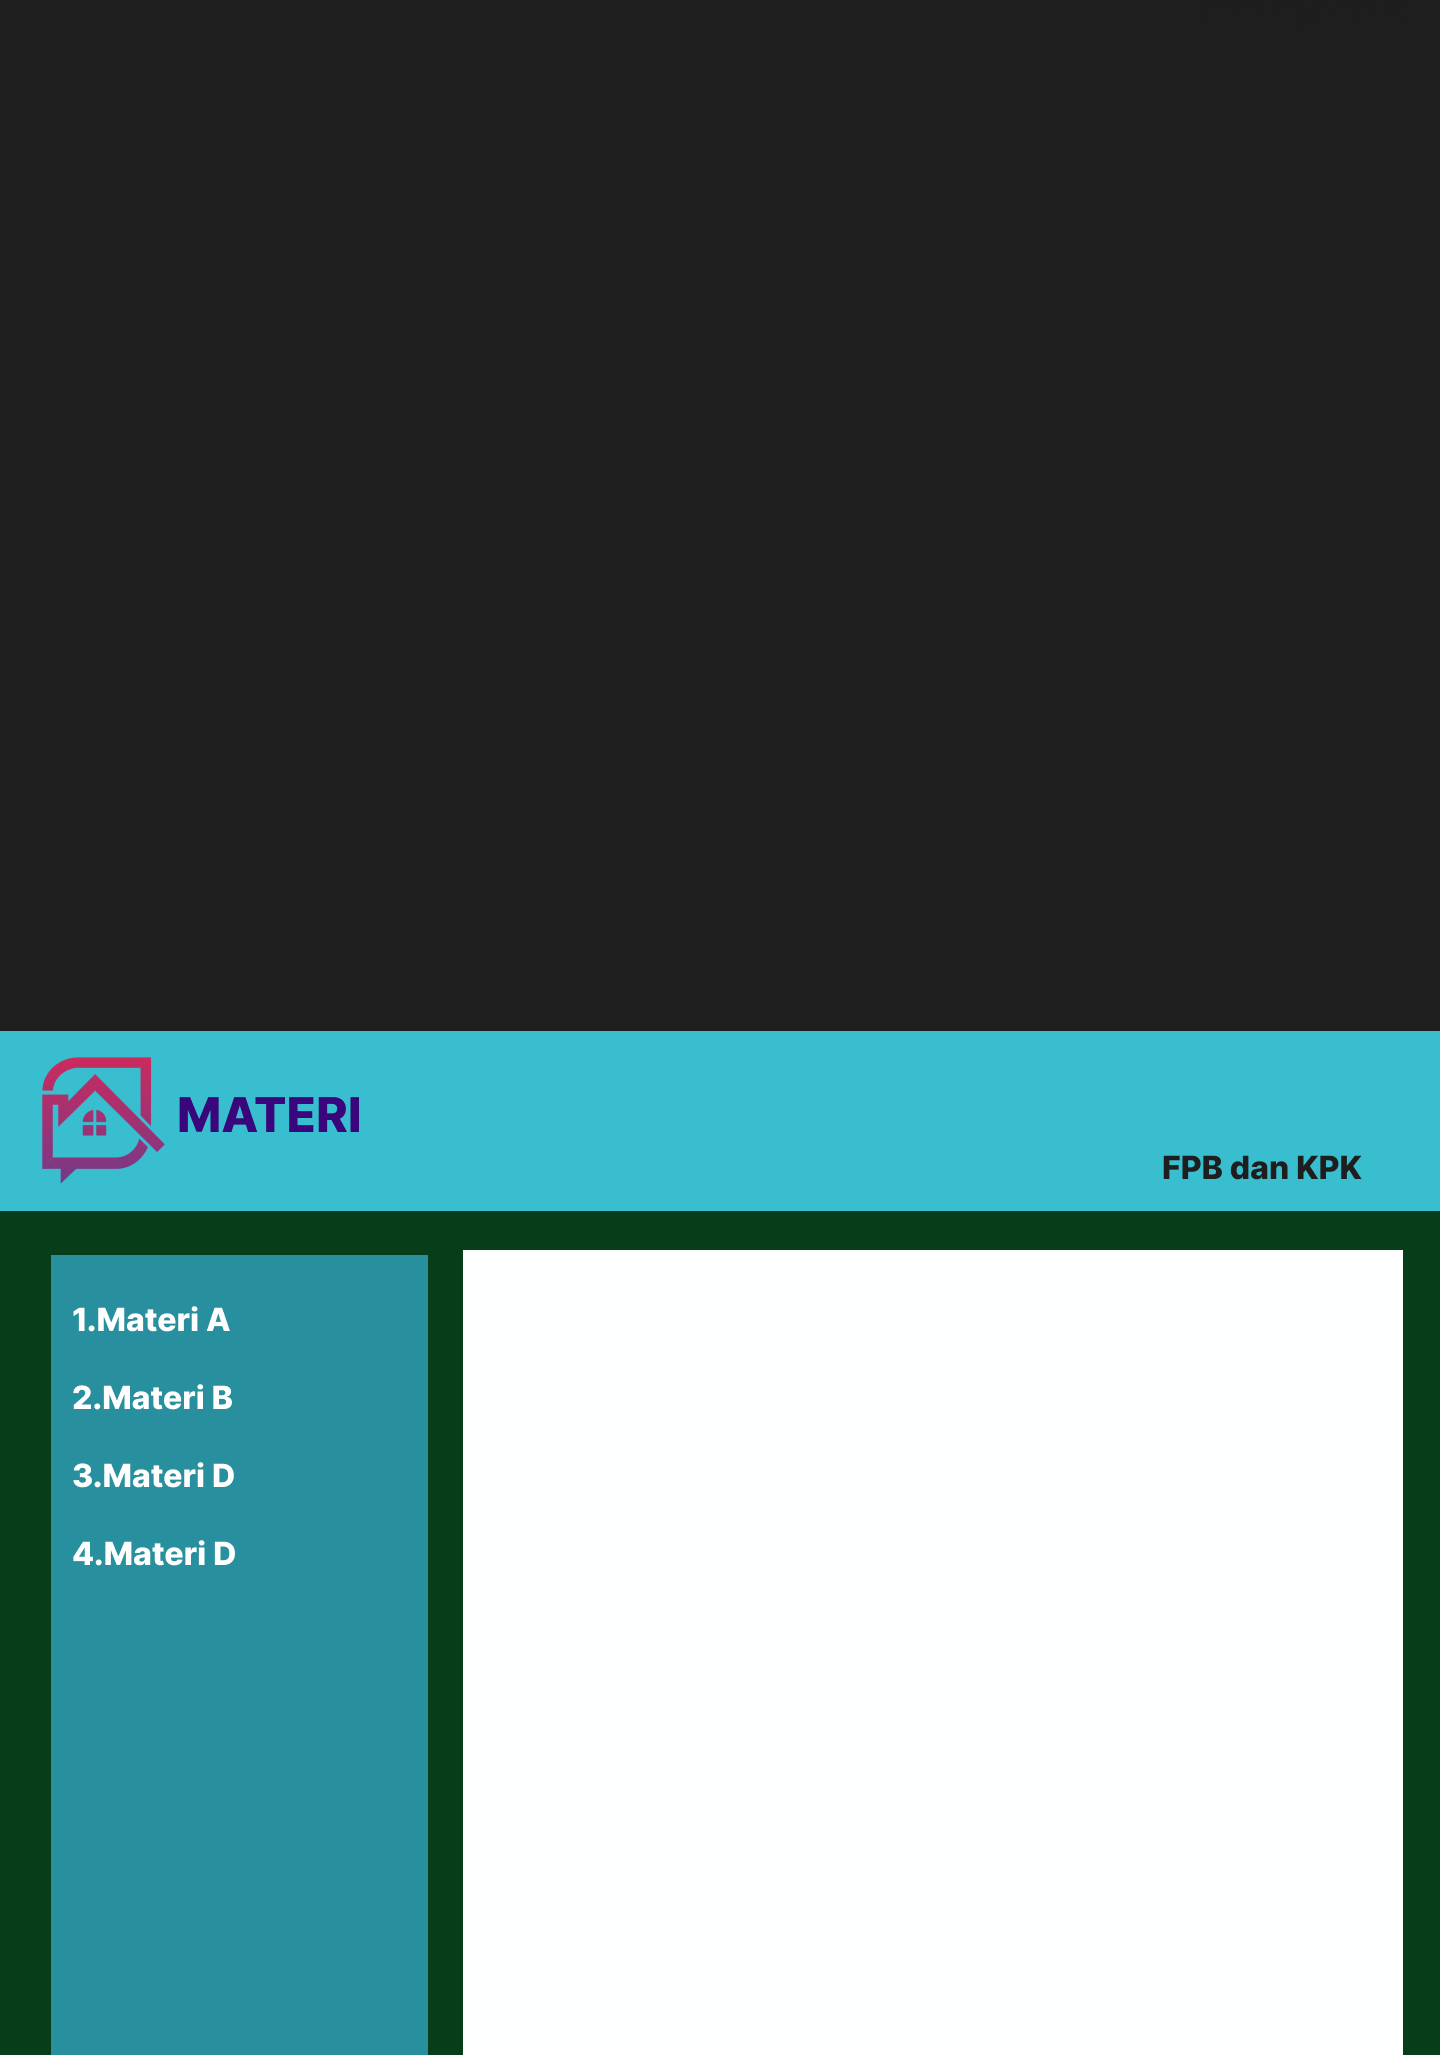 MATERI
FPB dan KPK
1.Materi A
2.Materi B
3.Materi D
4.Materi D